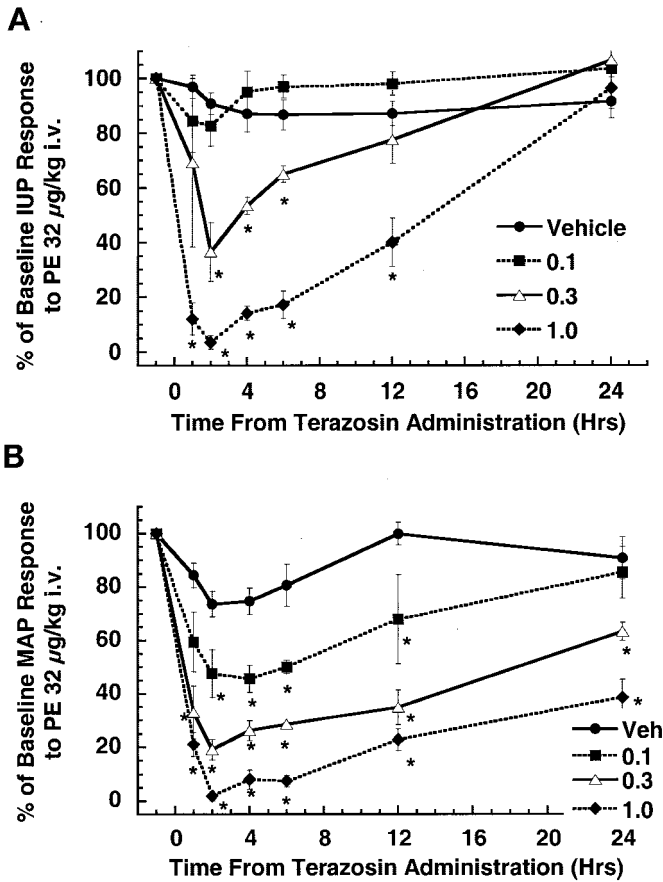 A
% of Baseline IUP Response
to PE 32 µg/kg i.v.
100
80
60
40
20
0
Vehicle
0.1
0.3
1.0
* * * * * * * *
0 4 8 12 16 20 24
Time From Terazosin Administration (Hrs)
B
% of Baseline MAP Response
to PE 32 µg/kg i.v.
100
80
60
40
20
0
Veh
0.1
0.3
1.0
* * * * * * * * * * * * * * * *
0 4 8 12 16 20 24
Time From Terazosin Administration (Hrs)